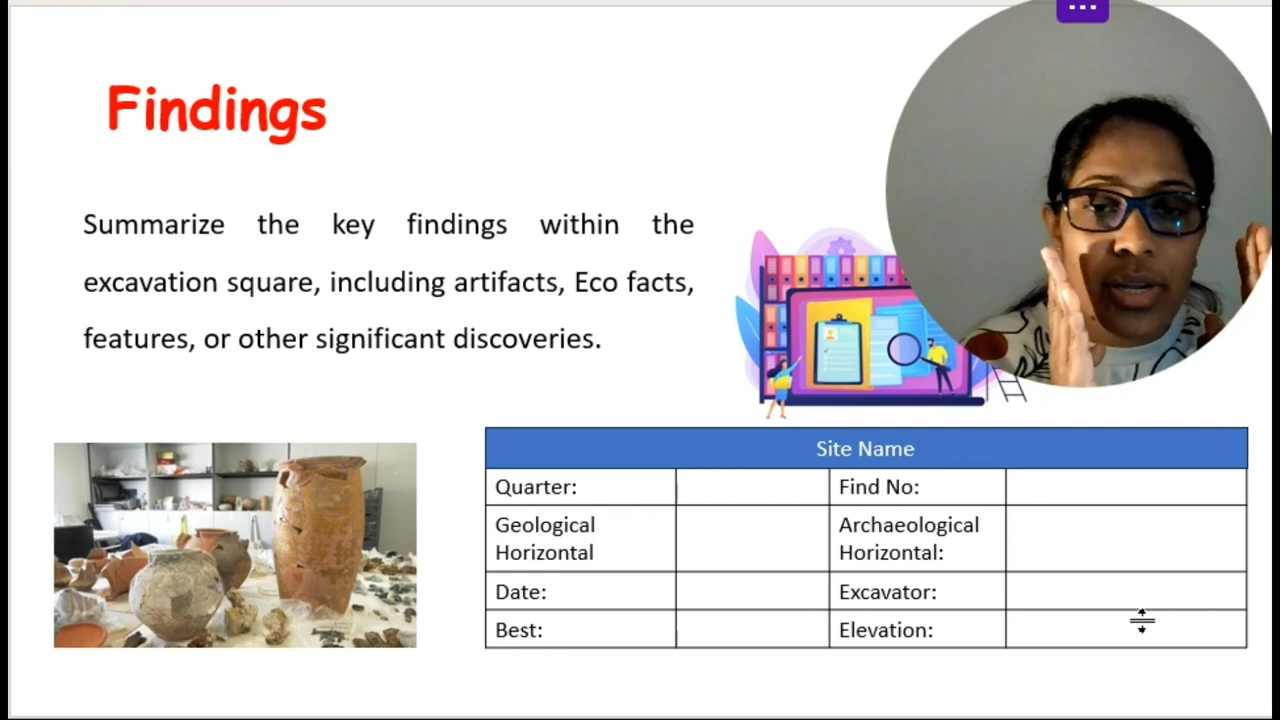 Findings
Summarize the key findings within the
excavation square, including artifacts, Eco facts,
features, or other significant discoveries.
Site Name
Quarter:
Find No:
Geological
Horizontal
Archaeological
Horizontal:
Date:
Excavator:
Best:
Elevation: